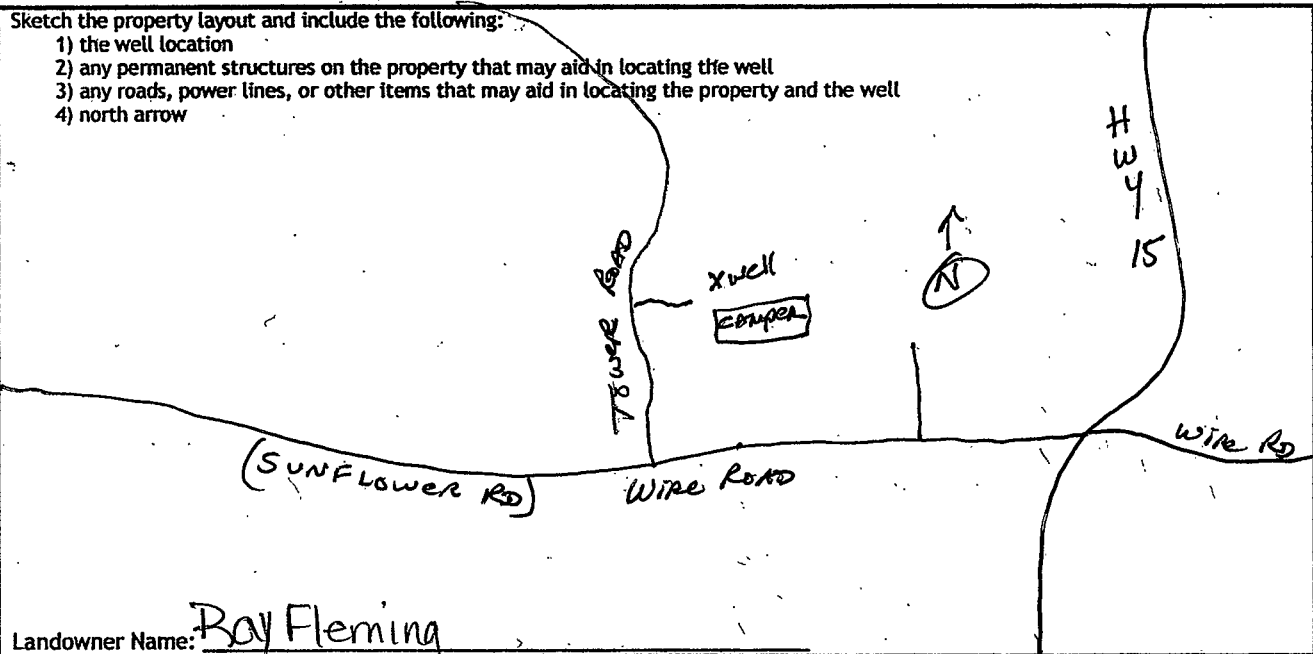 Sketch the property layout and include the following:
1) the well location
2) any permanent structures on the property that may aid in locating the well
3) any roads, power lines, or other items that may aid in locating the property and the well
4) north arrow
HWY 15
TOWER ROAD
x well
CAMPER
N
WIRE RD
(SUNFLOWER RD)
WIRE ROAD
Landowner Name: Ray Fleming